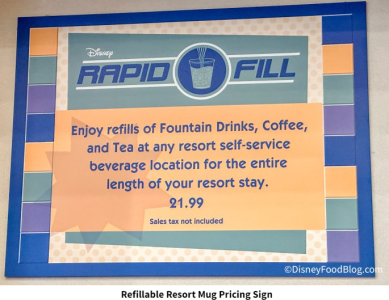 Disney
RAPID FILL
Enjoy refills of Fountain Drinks, Coffee,
and Tea at any resort self-service
beverage location for the entire
length of your resort stay.
21.99
Sales tax not included
©DisneyFoodBlog.com
Refillable Resort Mug Pricing Sign